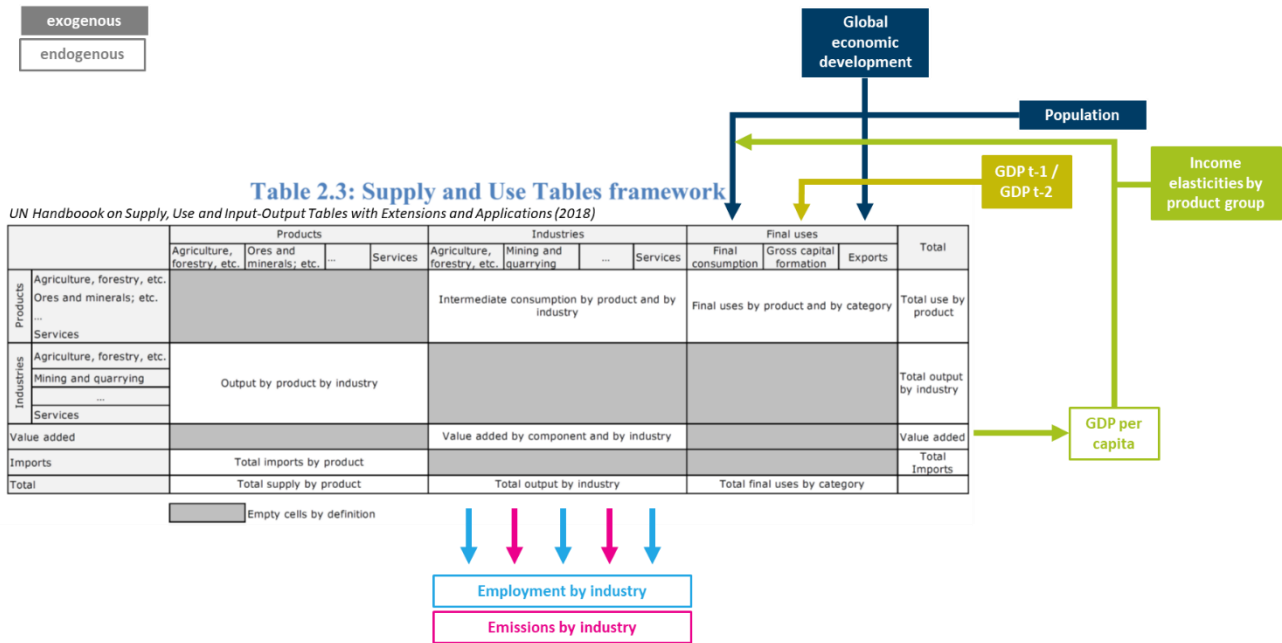 exogenous
endogenous
Global
economic
development
Population
GDP t-1 /
GDP t-2
Income
elasticities by
product group
Table 2.3: Supply and Use Tables framework
UN Handboook on Supply, Use and Input-Output Tables with Extensions and Applications (2018)
Products Industries Final uses Total
Agriculture, forestry, etc. Ores and minerals; etc. ... Services Agriculture, forestry, etc. Mining and quarrying ... Services Final consumption Gross capital formation Exports
Products
Agriculture, forestry, etc.
Ores and minerals; etc.
...
Services
Intermediate consumption by product and by
industry
Final uses by product and by category
Total use by
product
Industries
Agriculture, forestry, etc.
Mining and quarrying
...
Services
Output by product by industry
Total output
by industry
Value added Value added by component and by industry Value added
Imports Total imports by product Total Imports
Total Total supply by product Total output by industry Total final uses by category
Empty cells by definition
GDP per
capita
Employment by industry
Emissions by industry